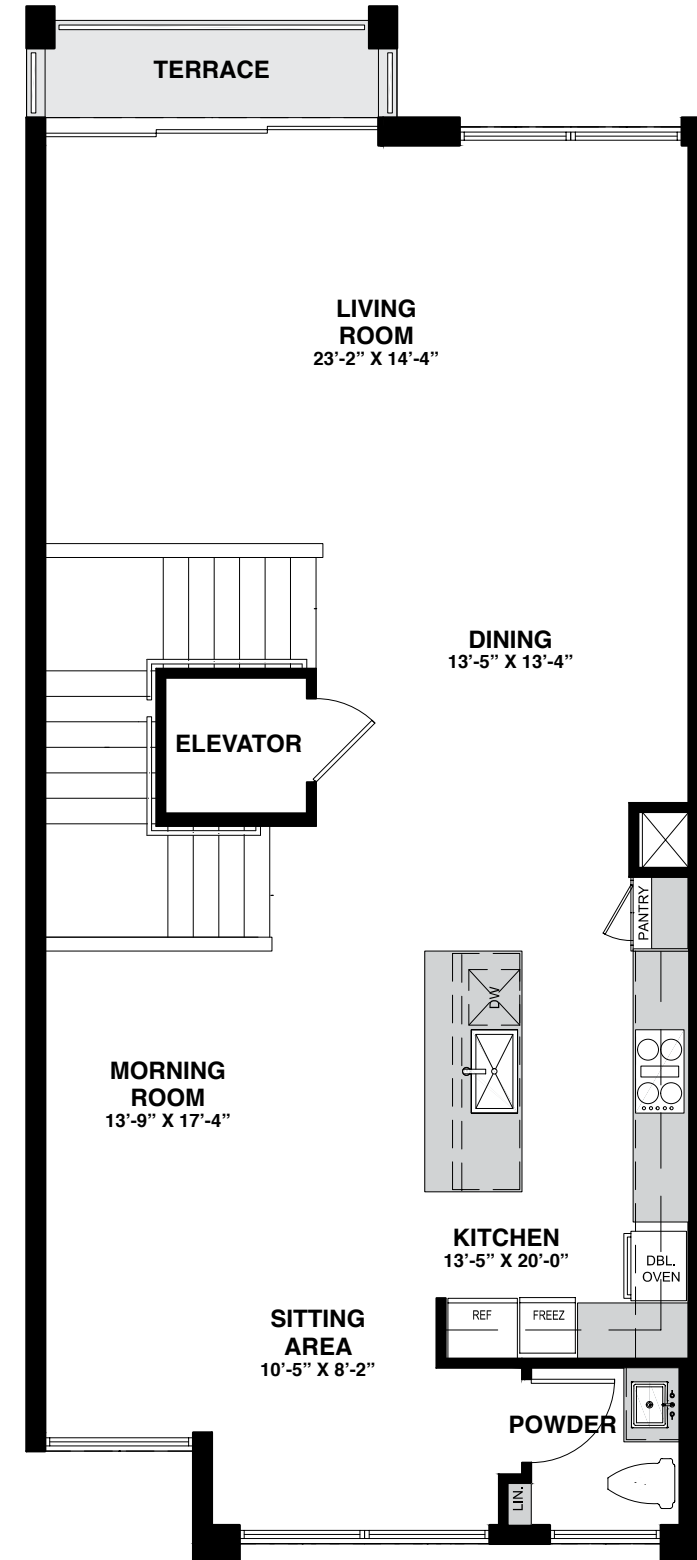 TERRACE
LIVING
ROOM
23’-2” X 14’-4”
DINING
13’-5” X 13’-4”
ELEVATOR
PANTRY
DW
MORNING
ROOM
13’-9” X 17’-4”
KITCHEN
13’-5” X 20’-0”
DBL.
OVEN
REF
FREEZ
SITTING
AREA
10’-5” X 8’-2”
POWDER
LIN.